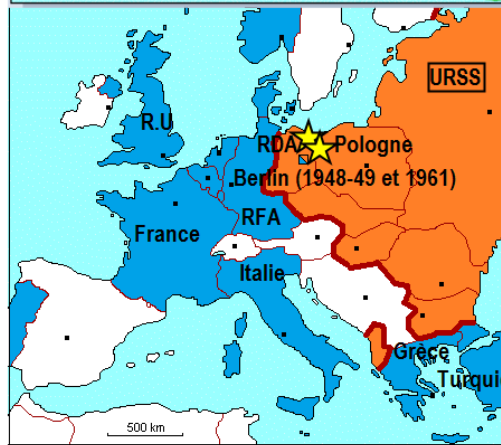 URSS
R.U
RDA Pologne
Berlin (1948-49 et 1961)
RFA
France
Italie
Grèce
Turqui
500 km